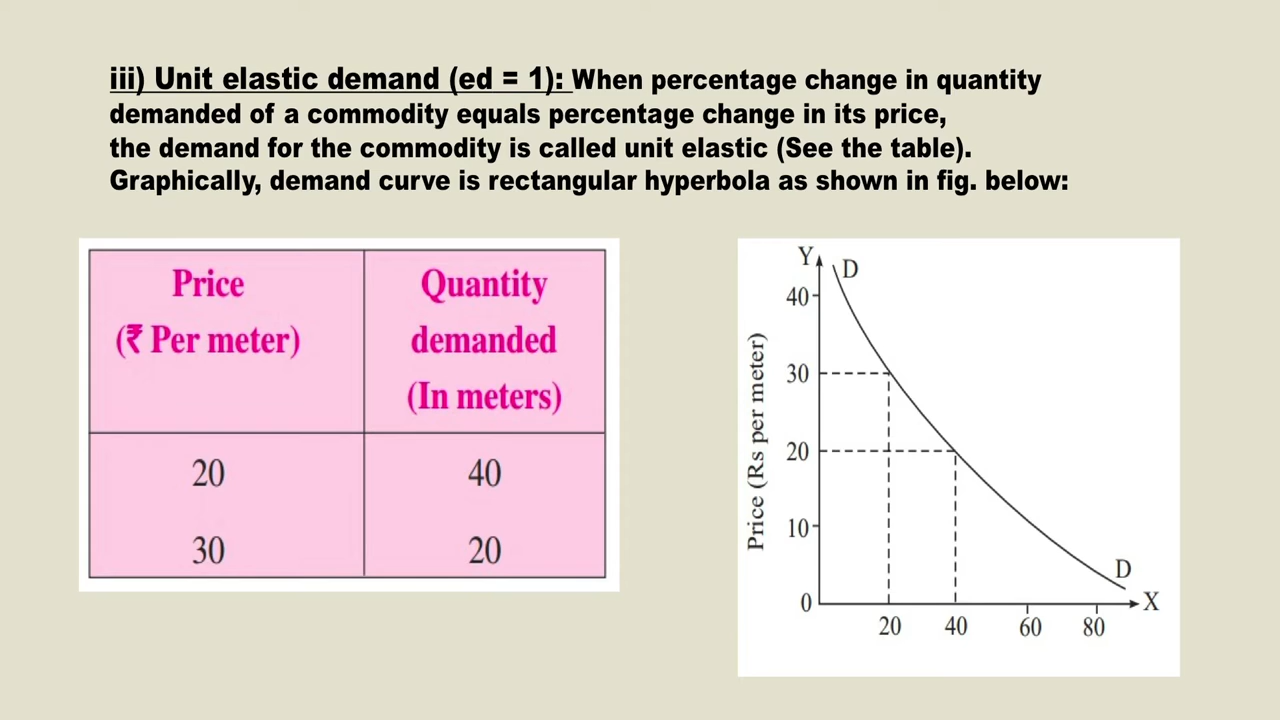 iii) Unit elastic demand (ed = 1): When percentage change in quantity
demanded of a commodity equals percentage change in its price,
the demand for the commodity is called unit elastic (See the table).
Graphically, demand curve is rectangular hyperbola as shown in fig. below:
Price
(₹ Per meter)
Quantity
demanded
(In meters)
20 40
30 20
Y
D
40
30
20
10
0
Price (Rs per meter)
D
X
20 40 60 80